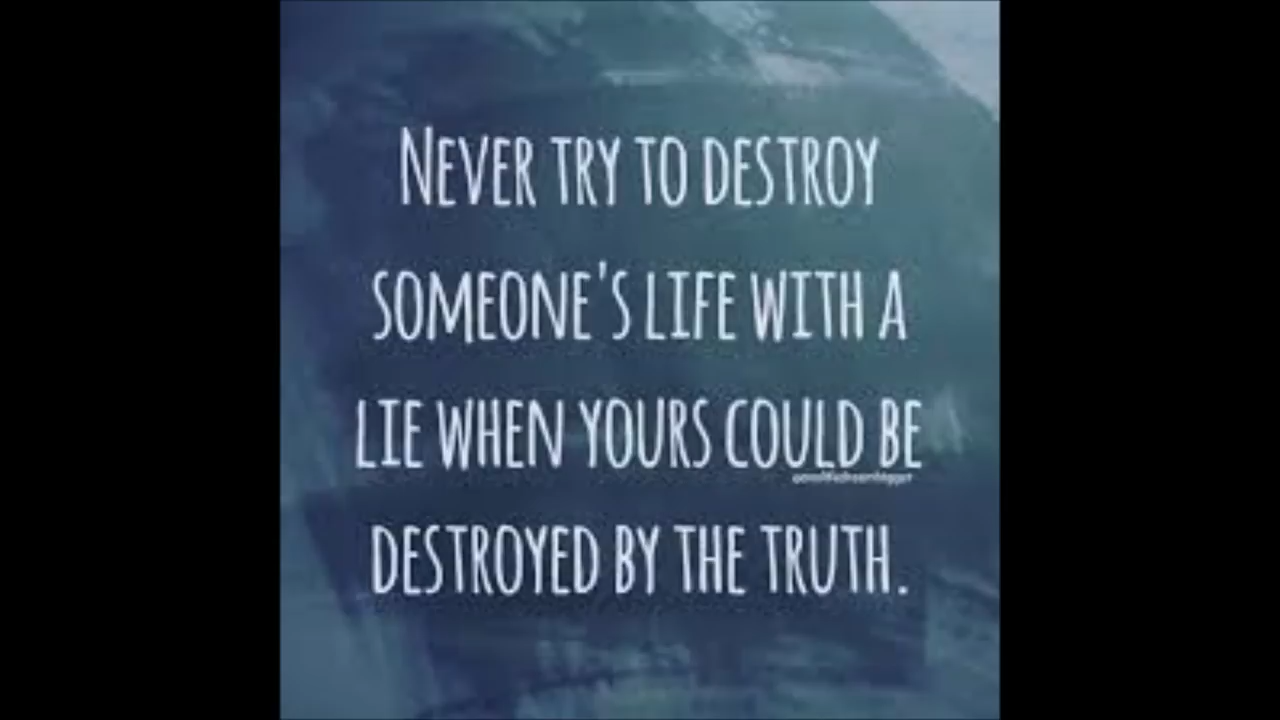 Never try to destroy
someone's life with a
lie when yours could be
destroyed by the truth.